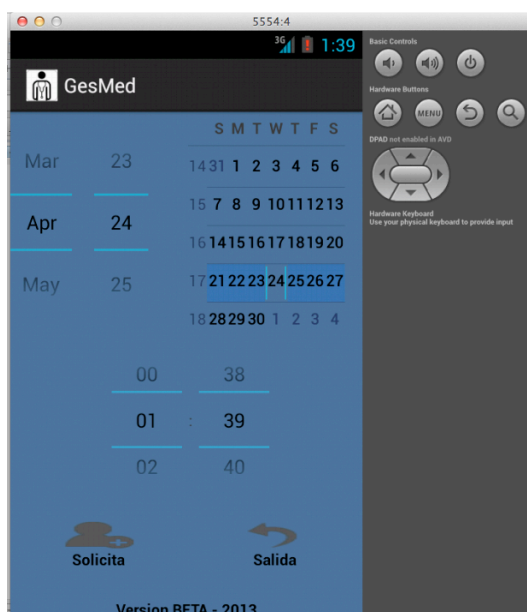 5554:4
3G 1:39
Basic Controls
GesMed
Hardware Buttons
MENU
DPAD not enabled in AVD
Hardware Keyboard
Use your physical keyboard to provide input
S M T W T F S
Mar 23
14 31 1 2 3 4 5 6
15 7 8 9 10 11 12 13
Apr 24
16 14 15 16 17 18 19 20
May 25
17 21 22 23 24 25 26 27
18 28 29 30 1 2 3 4
00 38
01 : 39
02 40
Solicita Salida
Version BETA - 2013